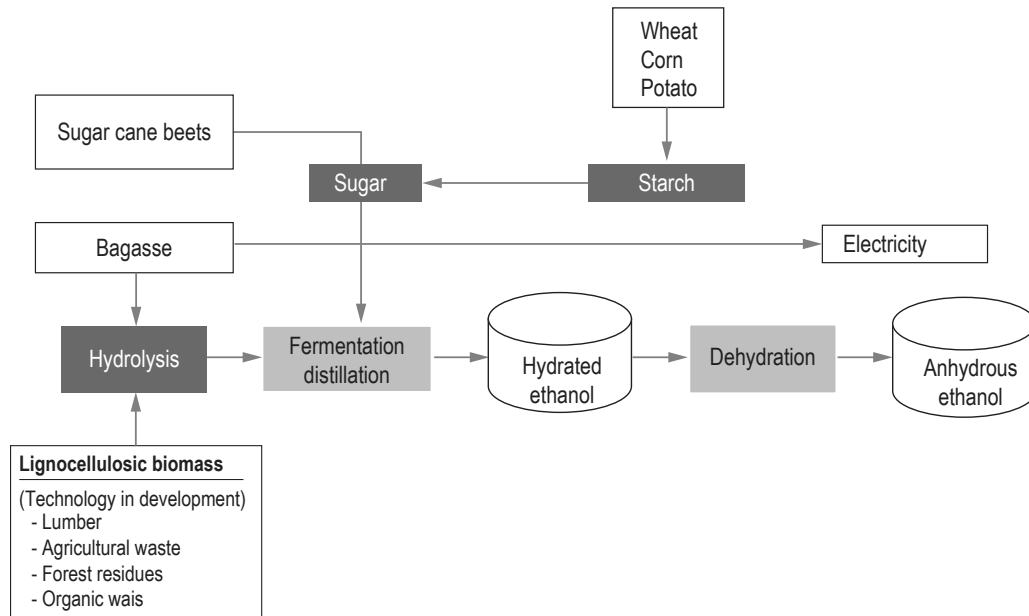 Wheat
Corn
Potato
Sugar cane beets
Sugar
Starch
Bagasse
Electricity
Hydrolysis
Fermentation
distillation
Hydrated
ethanol
Dehydration
Anhydrous
ethanol
Lignocellulosic biomass
(Technology in development)
- Lumber
- Agricultural waste
- Forest residues
- Organic wais